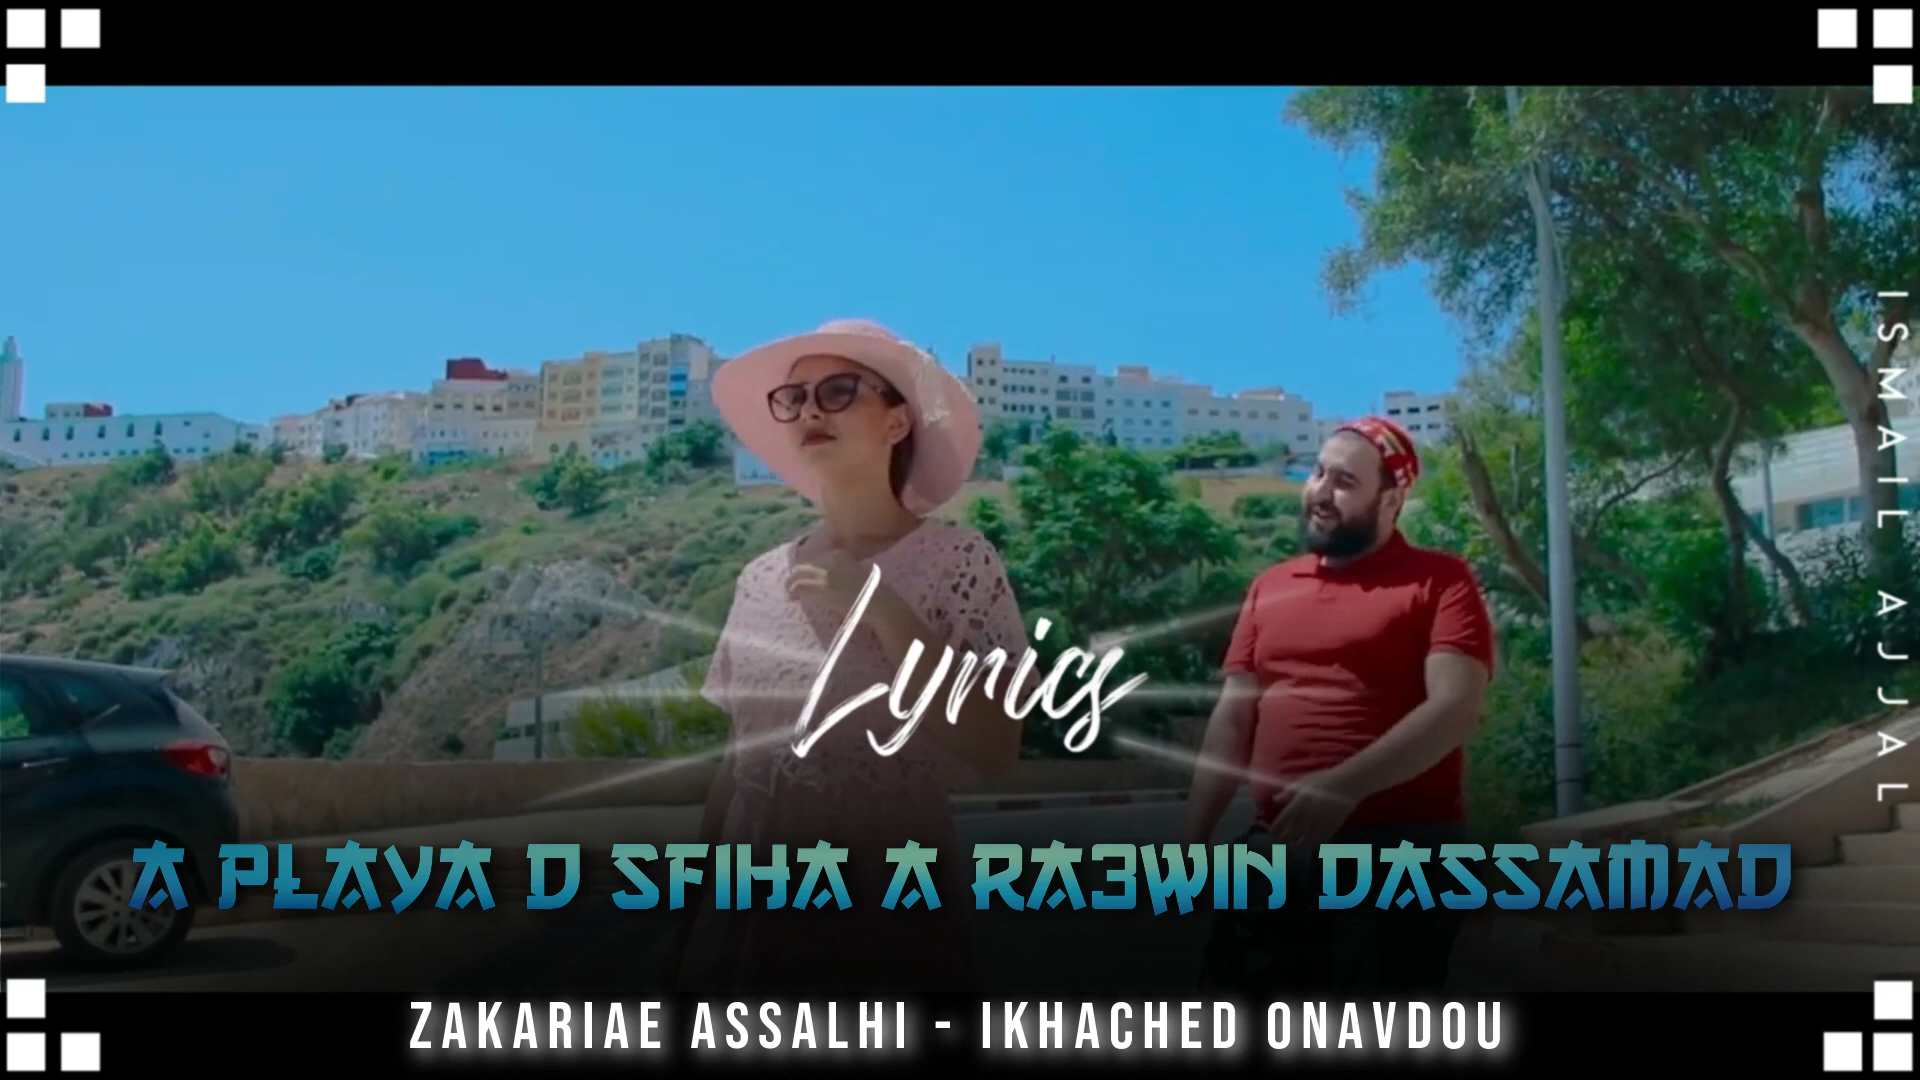 ISMAIL AJJAL
Lyrics
A PŁAYA D SFIHA A RA3WIN DASSAMAD
ZAKARIAE ASSALHI - IKHACHED ONAVDOU